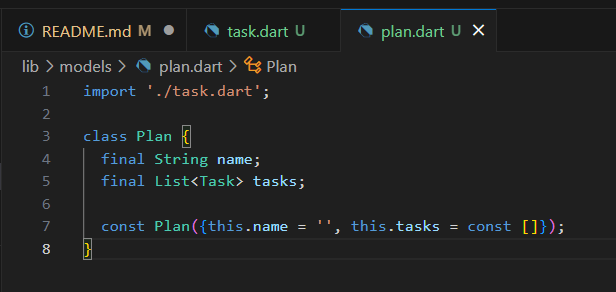 README.md M task.dart U plan.dart U
lib > models > plan.dart > Plan
1 import './task.dart';
2
3 class Plan {
4   final String name;
5   final List<Task> tasks;
6
7   const Plan({this.name = '', this.tasks = const []});
8 }